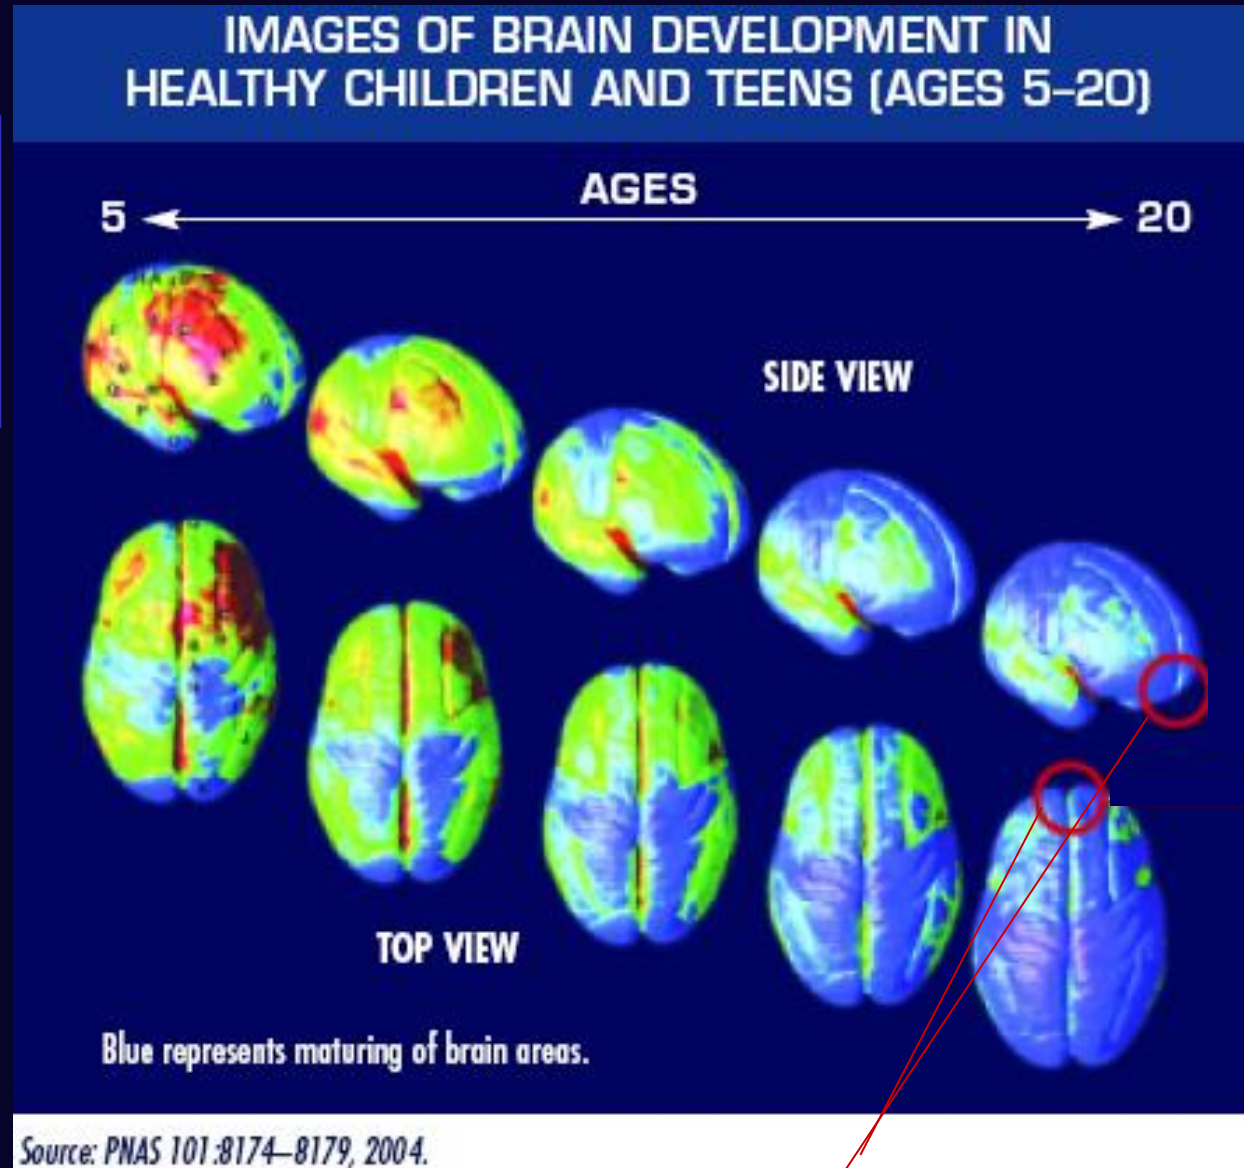 IMAGES OF BRAIN DEVELOPMENT IN
HEALTHY CHILDREN AND TEENS (AGES 5–20)
AGES
5
20
SIDE VIEW
TOP VIEW
Blue represents maturing of brain areas.
Source: PNAS 101:8174–8179, 2004.